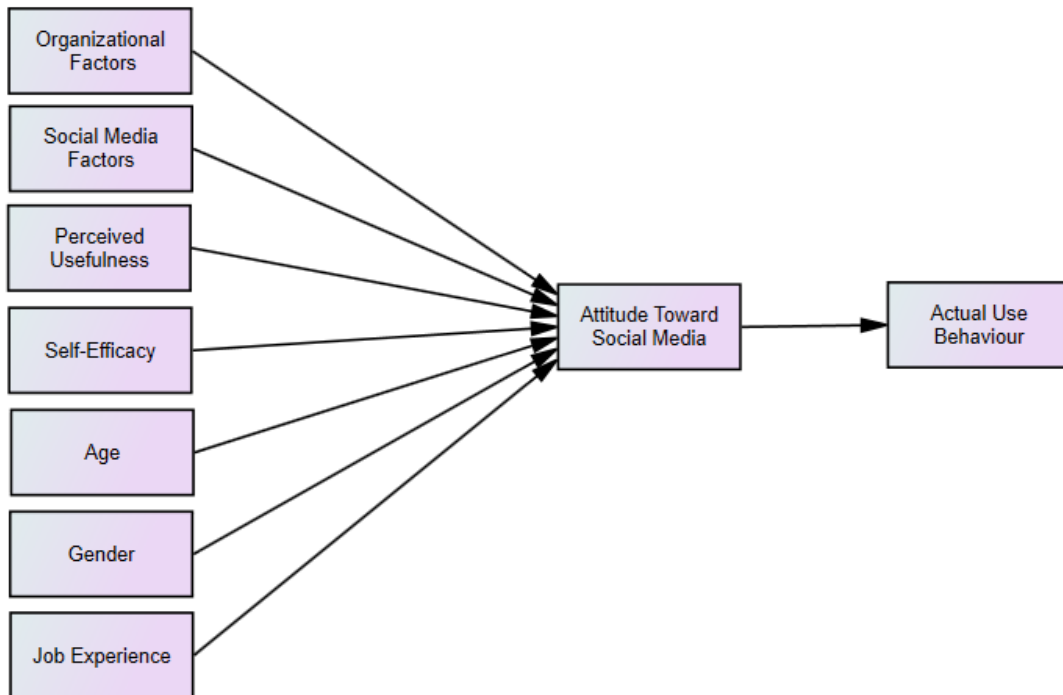 Organizational
Factors
Social Media
Factors
Perceived
Usefulness
Self-Efficacy
Age
Gender
Job Experience
Attitude Toward
Social Media
Actual Use
Behaviour